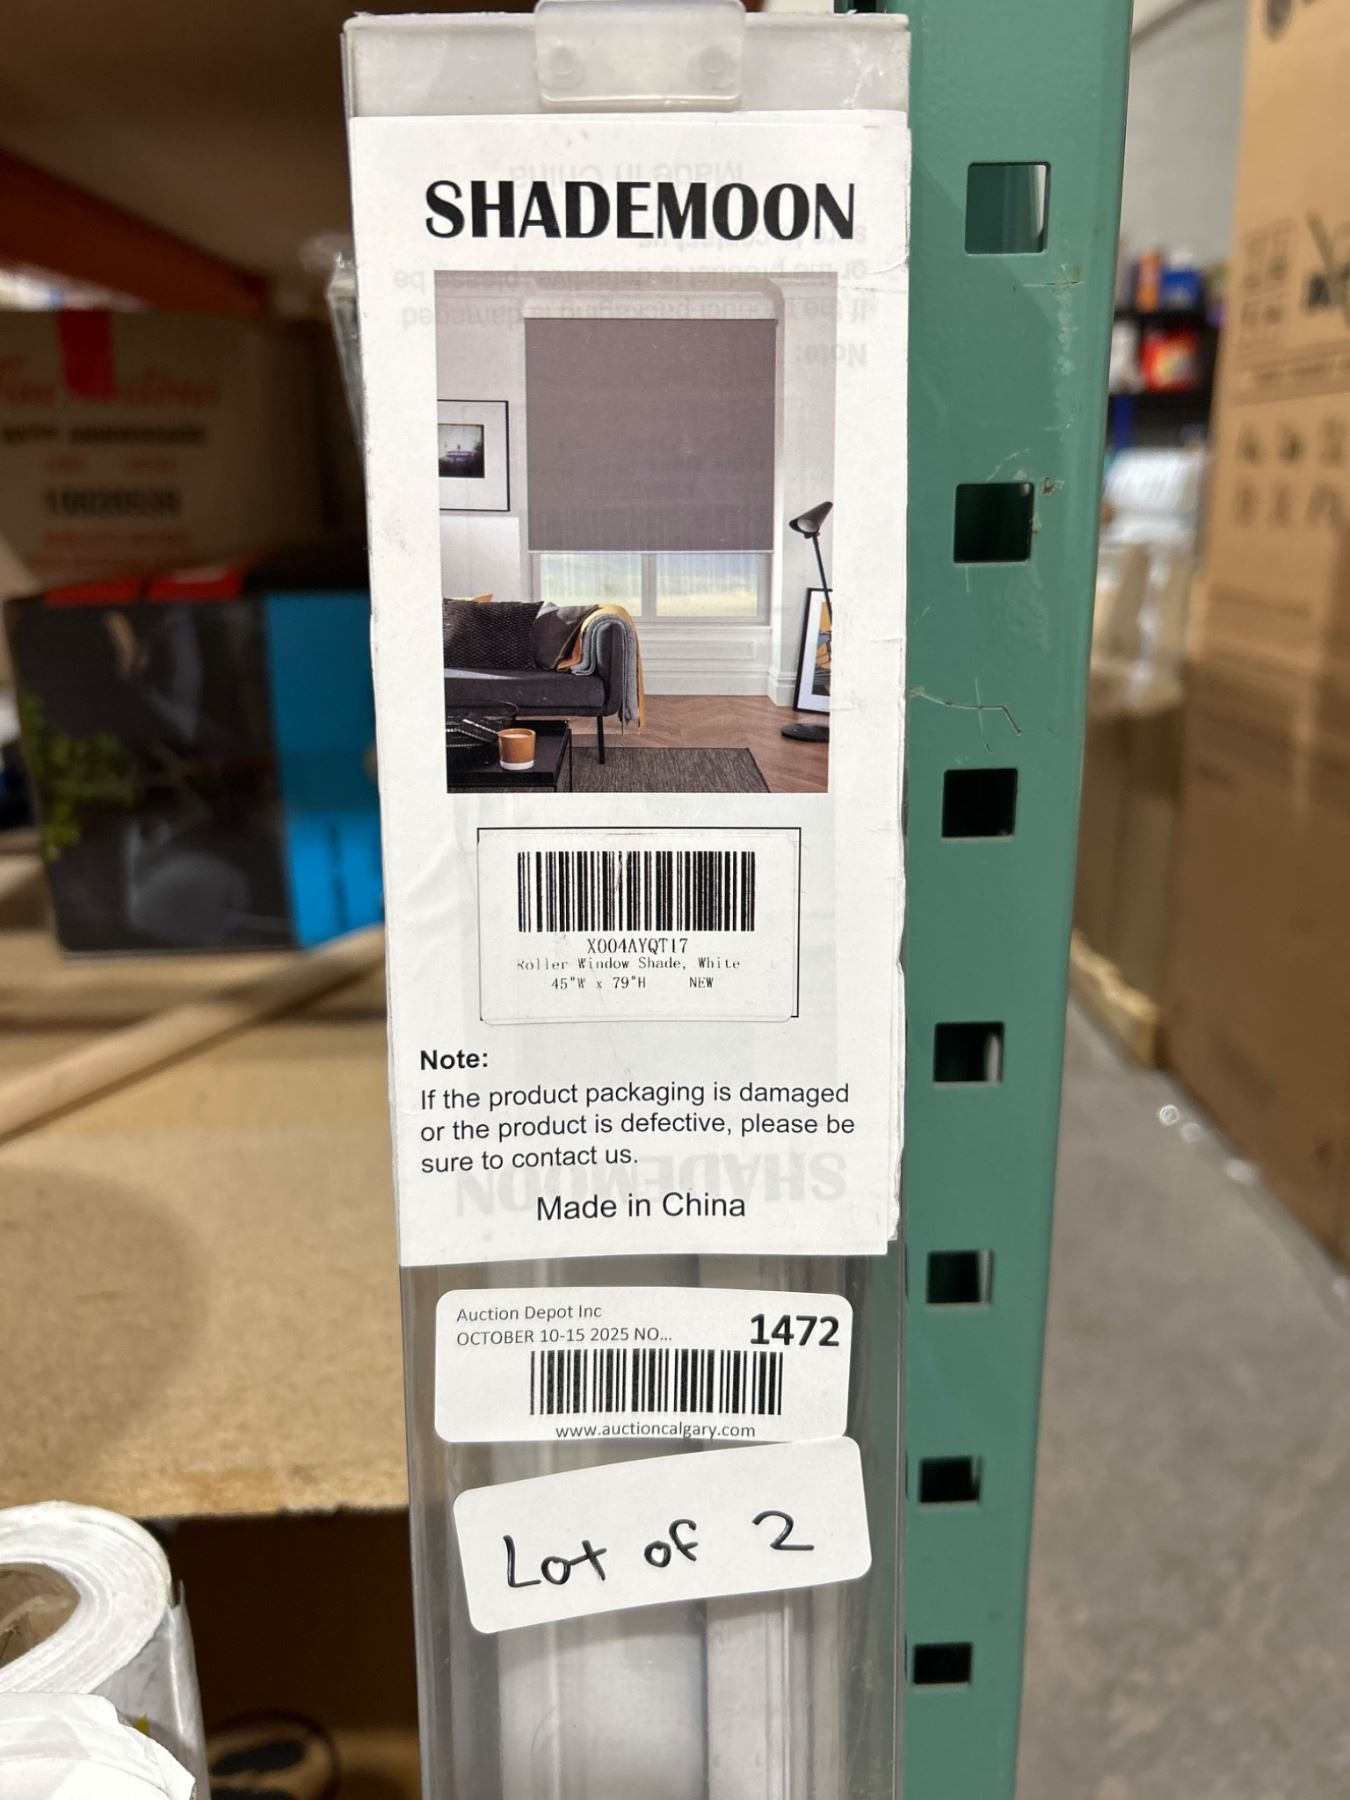 SHADEMOON
X004AYQT17
Roller Window Shade, White
45"W x 79"H NEW
Note:
If the product packaging is damaged
or the product is defective, please be
sure to contact us.
Made in China
Auction Depot Inc
OCTOBER 10-15 2025 NO...
1472
www.auctioncalgary.com
Lot of 2